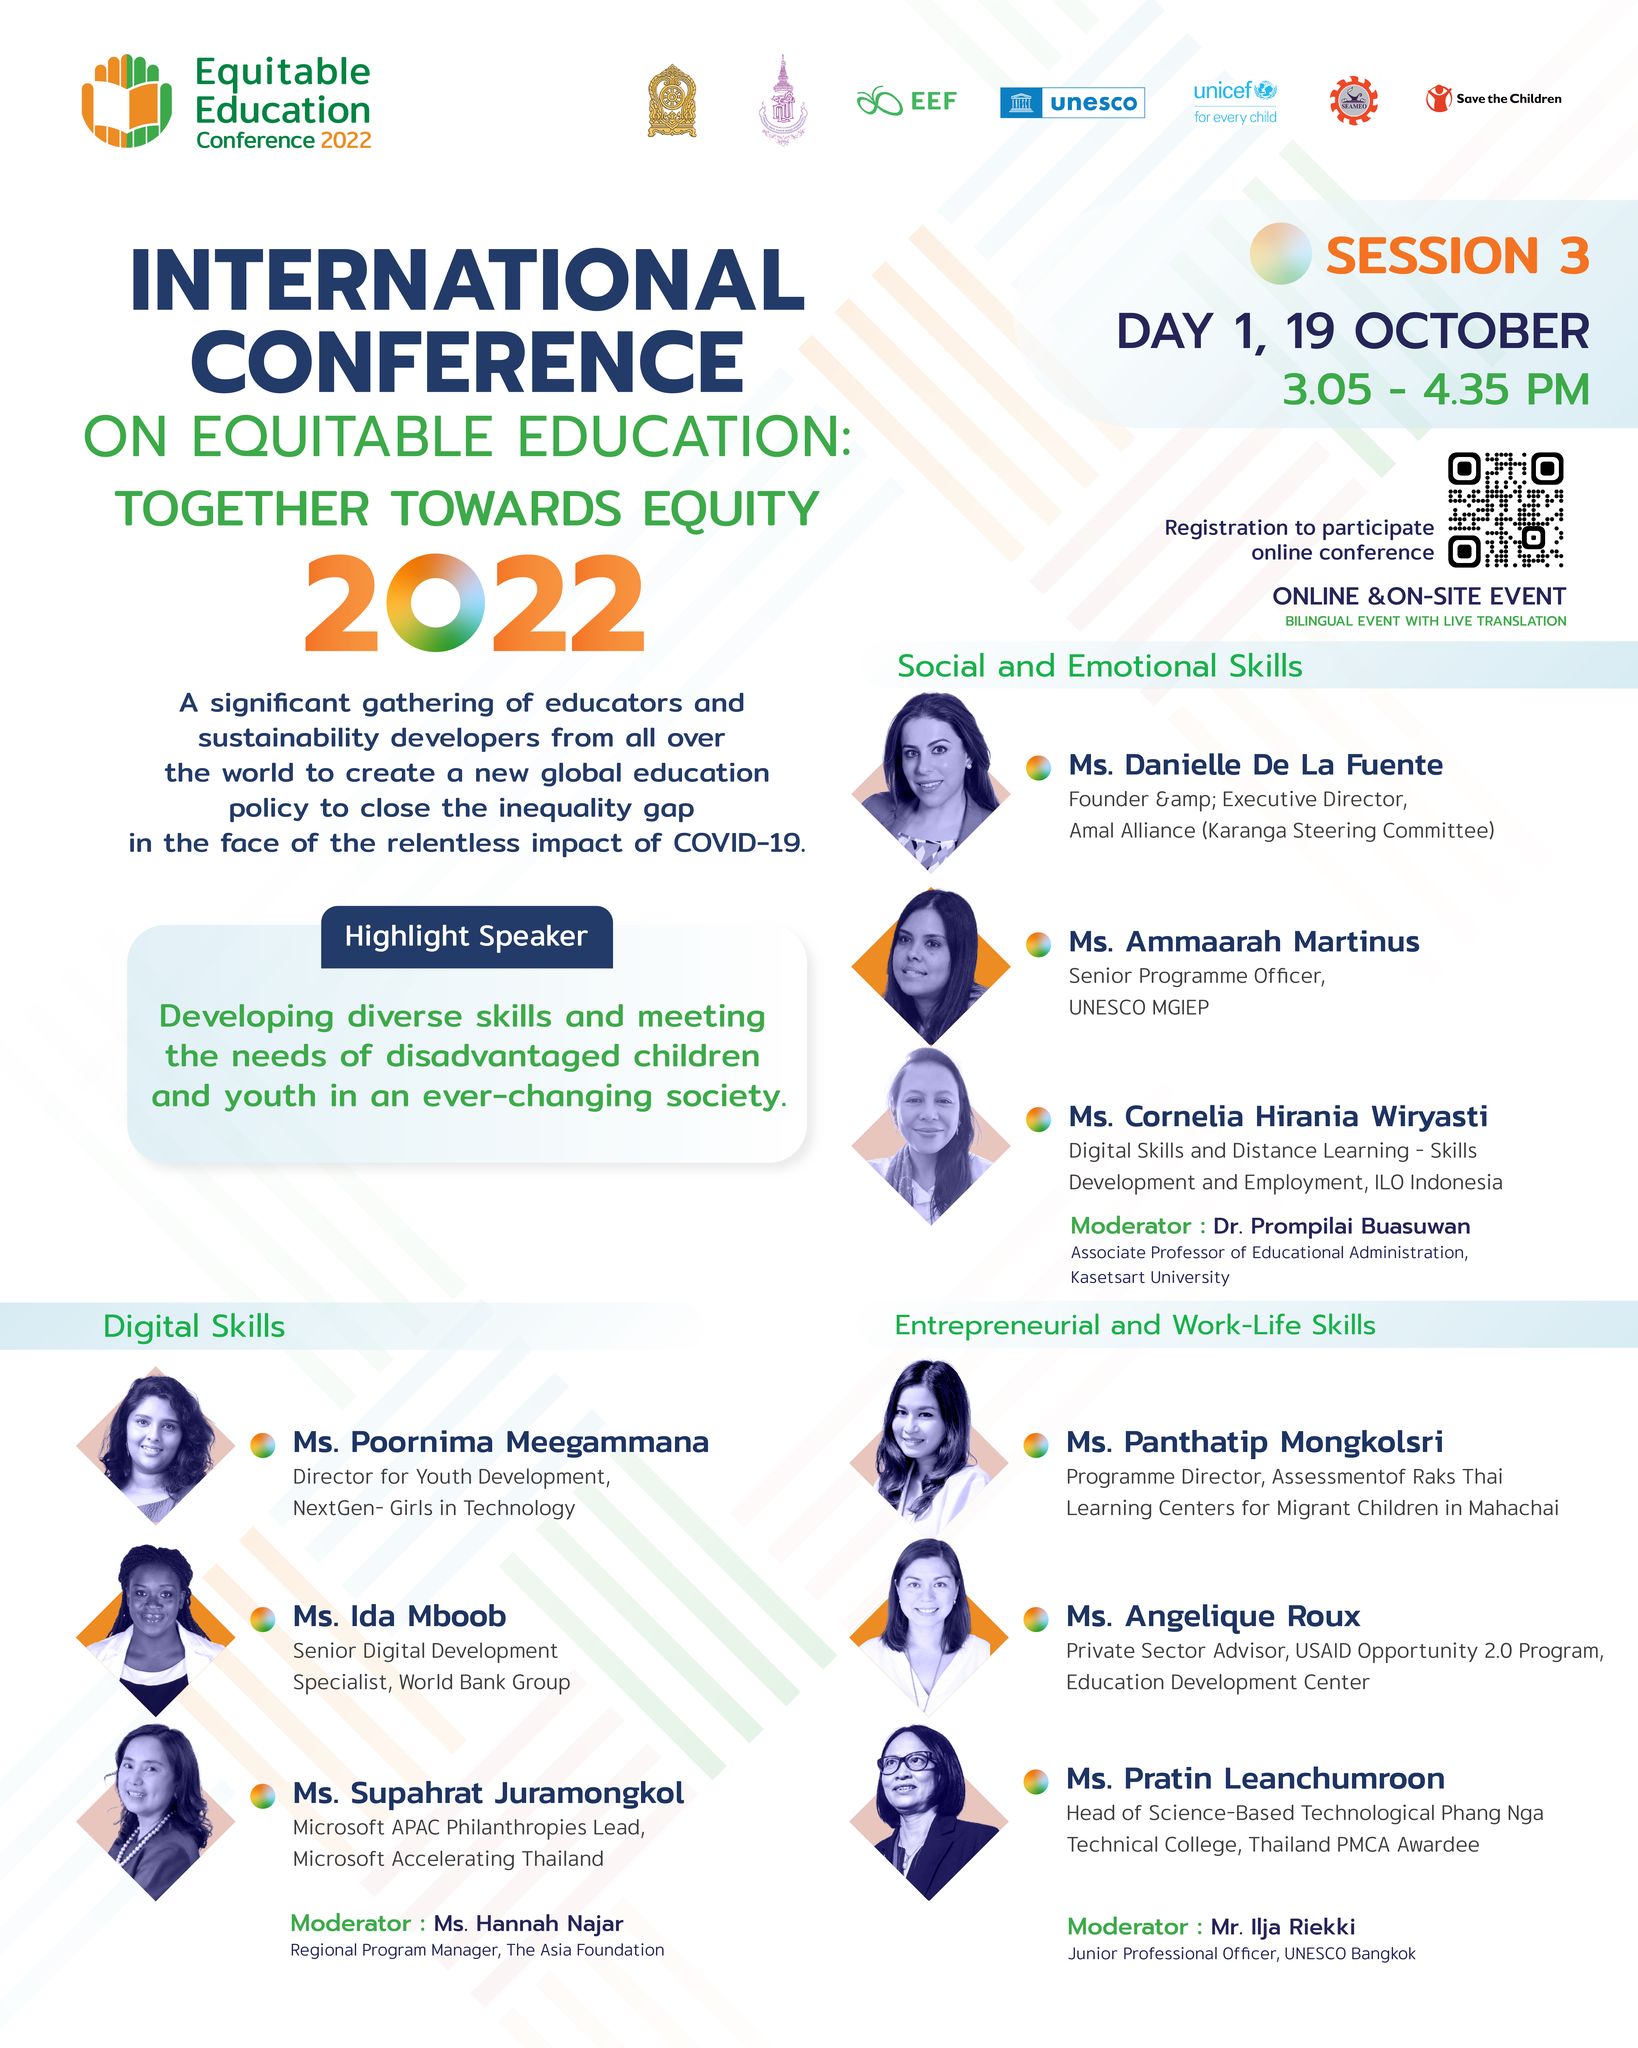 Equitable
Education
Conference 2022
EEF
unesco
unicef
for every child
SEAMEO
Save the Children
INTERNATIONAL
CONFERENCE
ON EQUITABLE EDUCATION:
TOGETHER TOWARDS EQUITY
2022
A significant gathering of educators and
sustainability developers from all over
the world to create a new global education
policy to close the inequality gap
in the face of the relentless impact of COVID-19.
Highlight Speaker
Developing diverse skills and meeting
the needs of disadvantaged children
and youth in an ever-changing society.
SESSION 3
DAY 1, 19 OCTOBER
3.05 - 4.35 PM
Registration to participate
online conference
ONLINE &ON-SITE EVENT
BILINGUAL EVENT WITH LIVE TRANSLATION
Social and Emotional Skills
Ms. Danielle De La Fuente
Founder &amp; Executive Director,
Amal Alliance (Karanga Steering Committee)
Ms. Ammaarah Martinus
Senior Programme Officer,
UNESCO MGIEP
Ms. Cornelia Hirania Wiryasti
Digital Skills and Distance Learning - Skills
Development and Employment, ILO Indonesia
Moderator : Dr. Prompilai Buasuwan
Associate Professor of Educational Administration,
Kasetsart University
Digital Skills
Ms. Poornima Meegammana
Director for Youth Development,
NextGen- Girls in Technology
Ms. Ida Mboob
Senior Digital Development
Specialist, World Bank Group
Ms. Supahrat Juramongkol
Microsoft APAC Philanthropies Lead,
Microsoft Accelerating Thailand
Moderator : Ms. Hannah Najar
Regional Program Manager, The Asia Foundation
Entrepreneurial and Work-Life Skills
Ms. Panthatip Mongkolsri
Programme Director, Assessmentof Raks Thai
Learning Centers for Migrant Children in Mahachai
Ms. Angelique Roux
Private Sector Advisor, USAID Opportunity 2.0 Program,
Education Development Center
Ms. Pratin Leanchumroon
Head of Science-Based Technological Phang Nga
Technical College, Thailand PMCA Awardee
Moderator : Mr. Ilja Riekki
Junior Professional Officer, UNESCO Bangkok